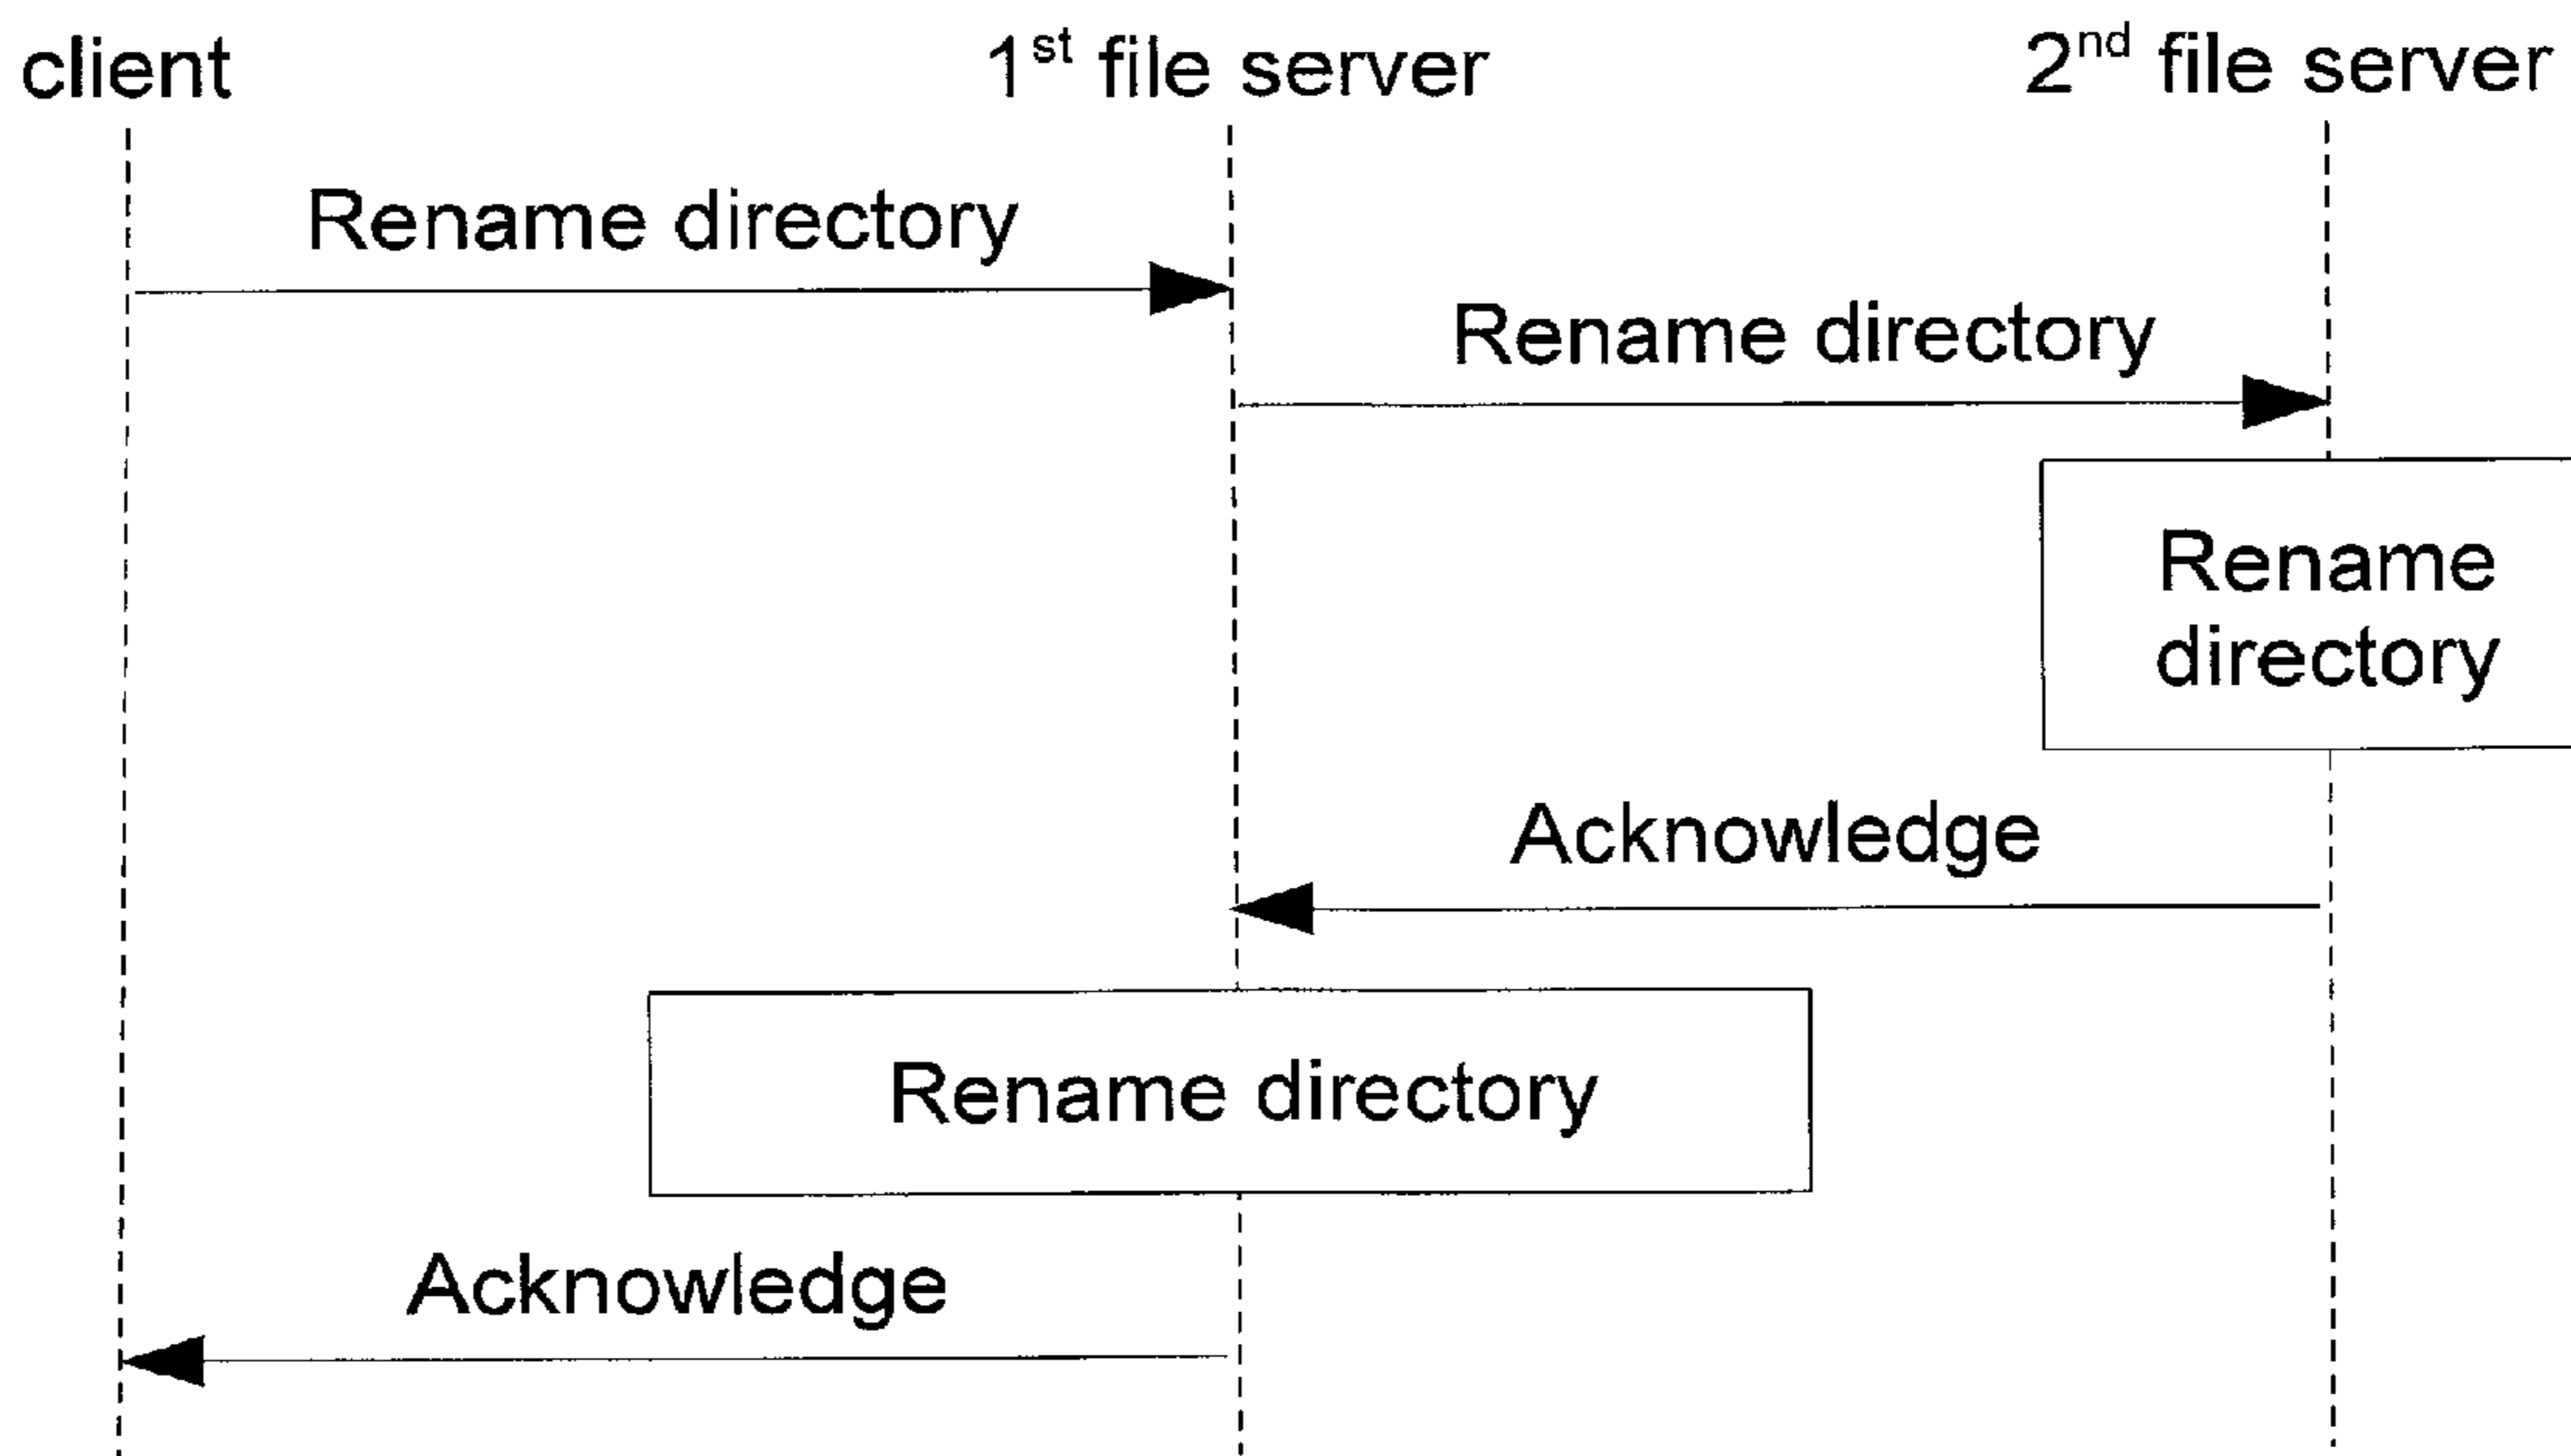 client
1st file server
2nd file server
Rename directory
Rename directory
Rename
directory
Acknowledge
Rename directory
Acknowledge